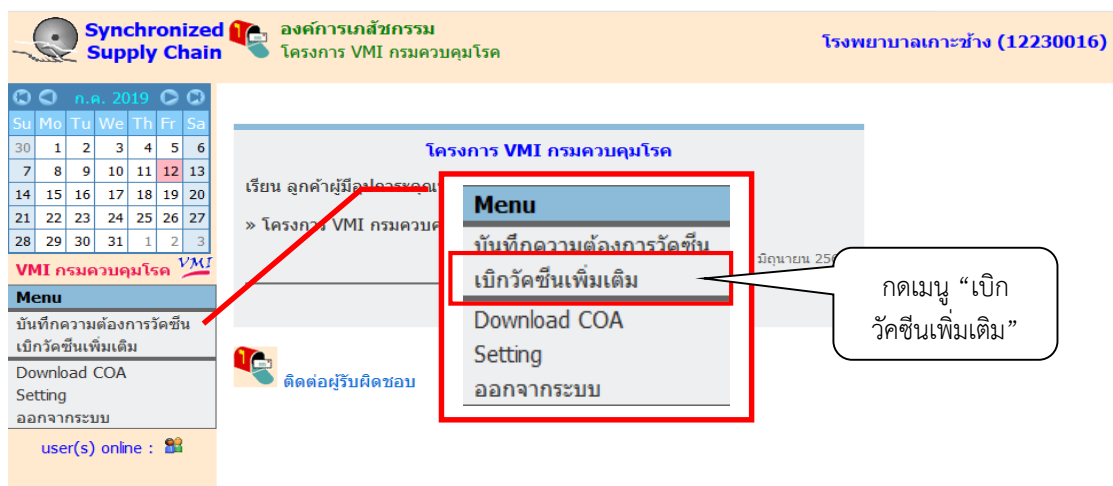 Synchronized
Supply Chain
องค์การเภสัชกรรม
โครงการ VMI กรมควบคุมโรค
โรงพยาบาลเกาะช้าง (12230016)
ก.ค. 2019
Su Mo Tu We Th Fr Sa
30 1 2 3 4 5 6
7 8 9 10 11 12 13
14 15 16 17 18 19 20
21 22 23 24 25 26 27
28 29 30 31 1 2 3
VMI กรมควบคุมโรค VMI
Menu
บันทึกความต้องการวัคซีน
เบิกวัคซีนเพิ่มเติม
Download COA
Setting
ออกจากระบบ
user(s) online :
โครงการ VMI กรมควบคุมโรค
เรียน ลูกค้าผู้มีอุปการะคุณ
» โครงการ VMI กรมควบค
มิถุนายน 256
ติดต่อผู้รับผิดชอบ
Menu
บันทึกความต้องการวัคซีน
เบิกวัคซีนเพิ่มเติม
Download COA
Setting
ออกจากระบบ
กดเมนู “เบิก
วัคซีนเพิ่มเติม”